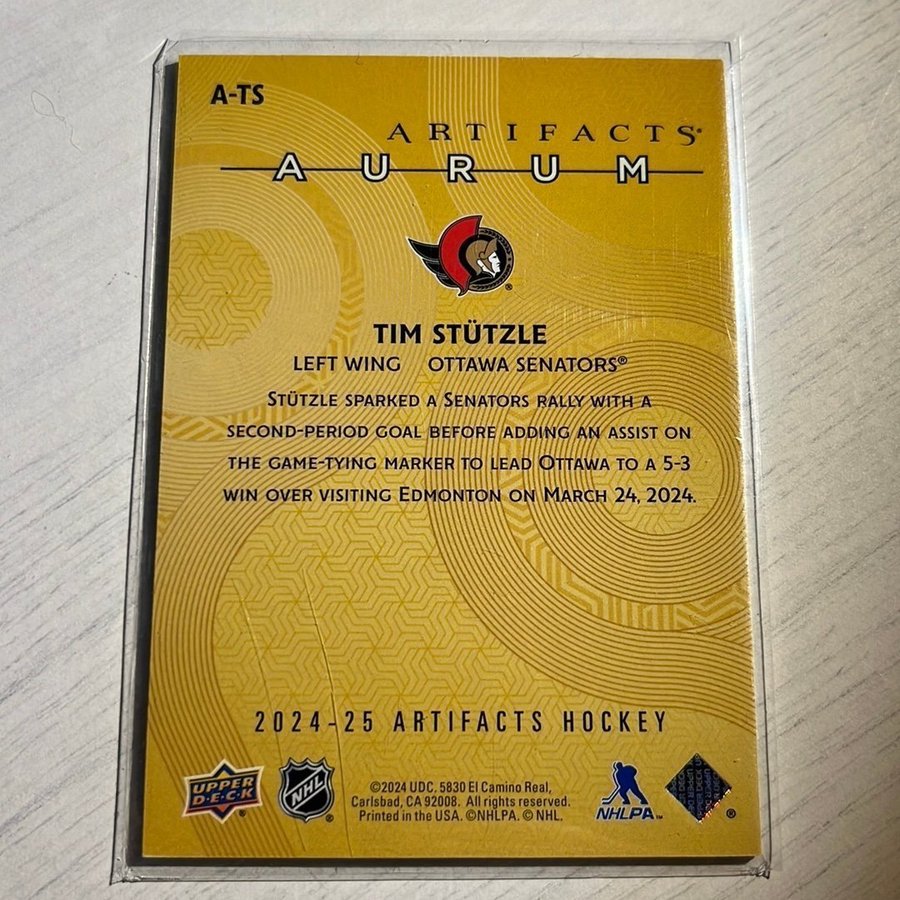 A-TS
ARTIFACTS®
AURUM
TIM STÜTZLE
LEFT WING OTTAWA SENATORS®
STÜTZLE SPARKED A SENATORS RALLY WITH A
SECOND-PERIOD GOAL BEFORE ADDING AN ASSIST ON
THE GAME-TYING MARKER TO LEAD OTTAWA TO A 5-3
WIN OVER VISITING EDMONTON ON MARCH 24, 2024.
2024-25 ARTIFACTS HOCKEY
UPPER
DECK
NHL
©2024 UDC. 5830 El Camino Real,
Carlsbad, CA 92008. All rights reserved.
Printed in the USA. ©NHLPA. © NHL.
NHLPA™
UPPER DECK